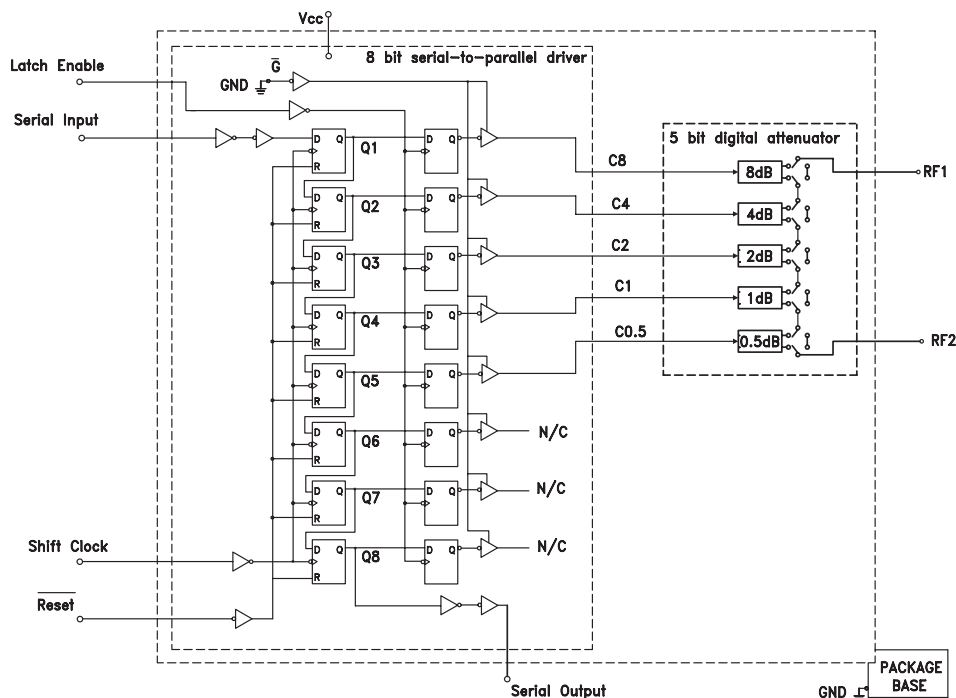 Vcc
8 bit serial-to-parallel driver
Latch Enable
G
GND
Serial Input
D Q
R
Q1
D Q
C8
5 bit digital attenuator
8dB
RF1
D Q
R
Q2
D Q
C4
4dB
D Q
R
Q3
D Q
C2
2dB
D Q
R
Q4
D Q
C1
1dB
D Q
R
Q5
D Q
C0.5
0.5dB
RF2
D Q
R
Q6
D Q
N/C
D Q
R
Q7
D Q
N/C
Shift Clock
D Q
R
Q8
D Q
N/C
Reset
Serial Output
PACKAGE
BASE
GND